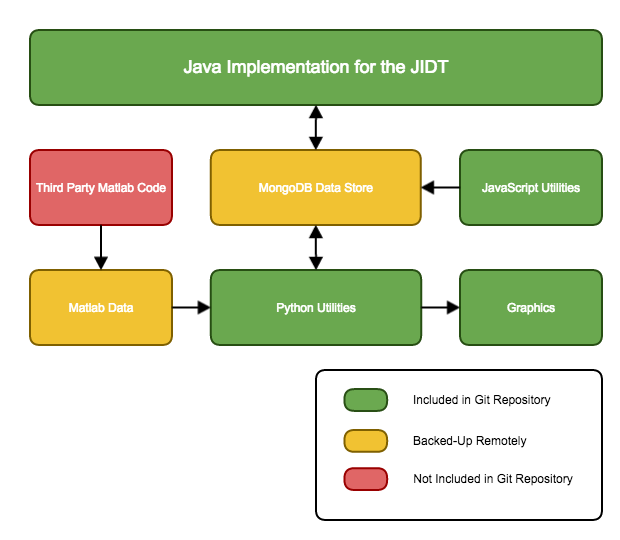 Java Implementation for the JIDT
Third Party Matlab Code
MongoDB Data Store
JavaScript Utilities
Matlab Data
Python Utilities
Graphics
Included in Git Repository
Backed-Up Remotely
Not Included in Git Repository